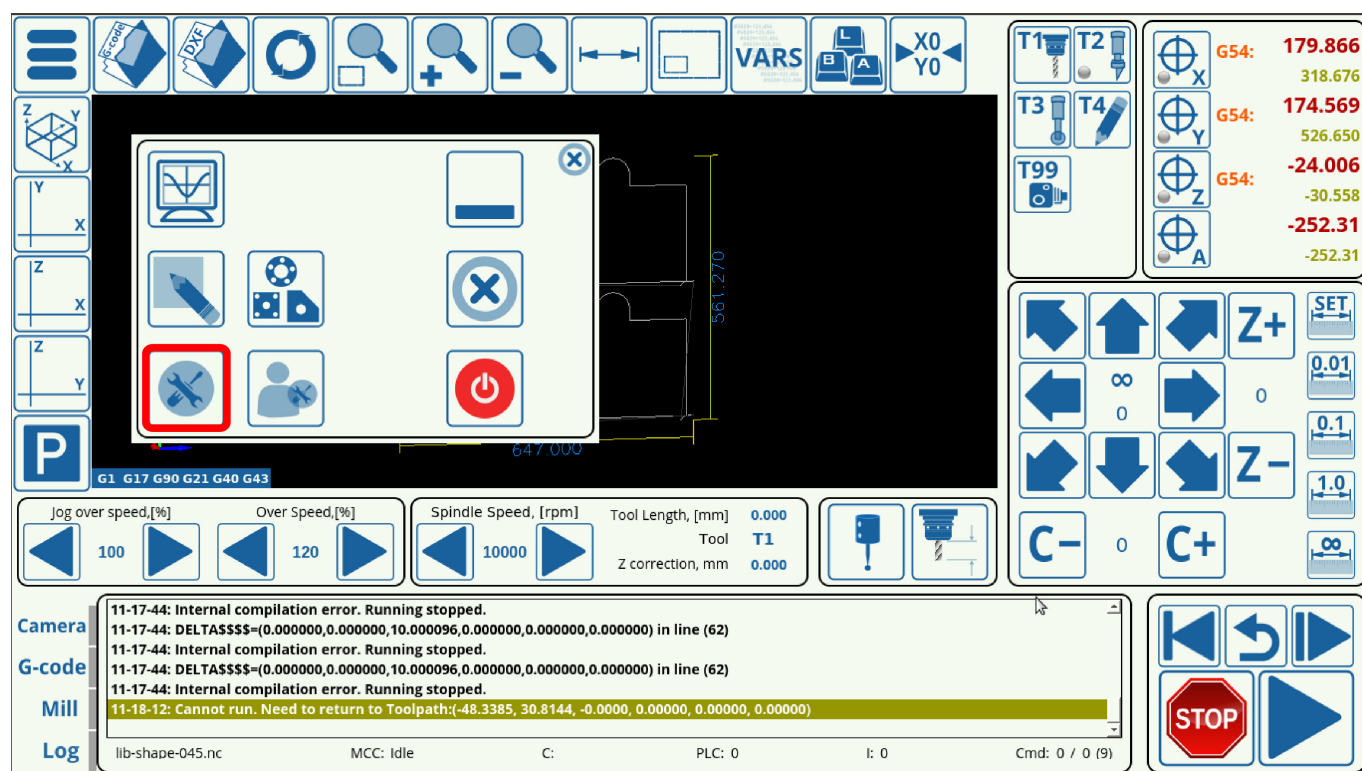 G-code
DXF
VARS
L
B
A
X0
Y0
T1
T2
T3
T4
T99
G54:
179.866
X
318.676
G54:
174.569
Y
526.650
G54:
-24.006
Z
-30.558
-252.31
A
-252.31
Z
Y
X
Y
X
Z
X
Z
Y
P
561.270
647.000
G1 G17 G90 G21 G40 G43
Z+
SET
∞
0
0
0.01
0.1
Z-
1.0
C-
0
C+
∞
Jog over speed,[%]
100
Over Speed,[%]
120
Spindle Speed, [rpm]
10000
Tool Length, [mm] 0.000
Tool T1
Z correction, mm 0.000
Camera
G-code
Mill
Log
11-17-44: Internal compilation error. Running stopped.
11-17-44: DELTA$$$$=(0.000000,0.000000,10.000096,0.000000,0.000000,0.000000) in line (62)
11-17-44: Internal compilation error. Running stopped.
11-17-44: DELTA$$$$=(0.000000,0.000000,10.000096,0.000000,0.000000,0.000000) in line (62)
11-17-44: Internal compilation error. Running stopped.
11-18-12: Cannot run. Need to return to Toolpath:(-48.3385, 30.8144, -0.0000, 0.00000, 0.00000, 0.00000)
lib-shape-045.nc MCC: Idle C: PLC: 0 I: 0 Cmd: 0 / 0 (9)
STOP